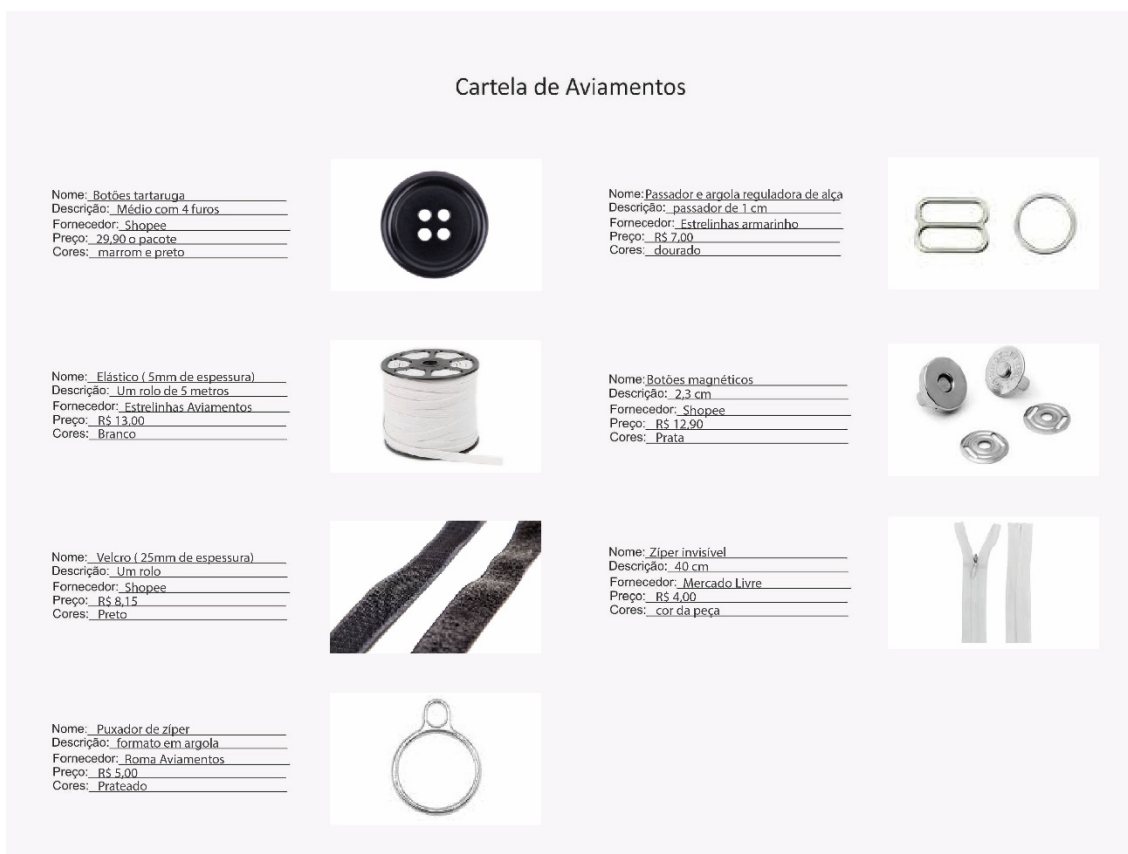 Cartela de Aviamentos
Nome: Botões tartaruga
Descrição: Médio com 4 furos
Fornecedor: Shopee
Preço: 29,90 o pacote
Cores: marrom e preto
Nome: Passador e argola reguladora de alça
Descrição: passador de 1 cm
Fornecedor: Estrelinhas armarinho
Preço: R$ 7,00
Cores: dourado
Nome: Elástico ( 5mm de espessura)
Descrição: Um rolo de 5 metros
Fornecedor: Estrelinhas Aviamentos
Preço: R$ 13,00
Cores: Branco
Nome: Botões magnéticos
Descrição: 2,3 cm
Fornecedor: Shopee
Preço: R$ 12,90
Cores: Prata
Nome: Velcro ( 25mm de espessura)
Descrição: Um rolo
Fornecedor: Shopee
Preço: R$ 8,15
Cores: Preto
Nome: Zíper invisível
Descrição: 40 cm
Fornecedor: Mercado Livre
Preço: R$ 4,00
Cores: cor da peça
Nome: Puxador de zíper
Descrição: formato em argola
Fornecedor: Roma Aviamentos
Preço: R$ 5,00
Cores: Prateado